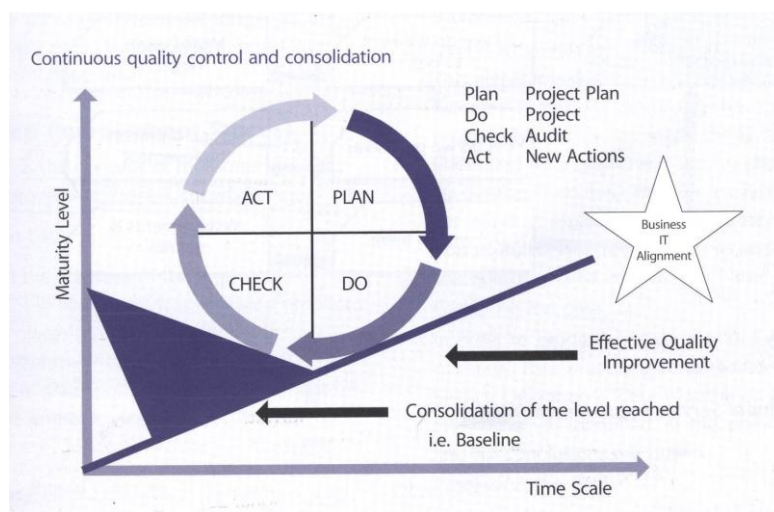 Continuous quality control and consolidation
Plan Project Plan
Do Project
Check Audit
Act New Actions
Maturity Level
ACT PLAN
CHECK DO
Business
IT
Alignment
Effective Quality
Improvement
Consolidation of the level reached
i.e. Baseline
Time Scale